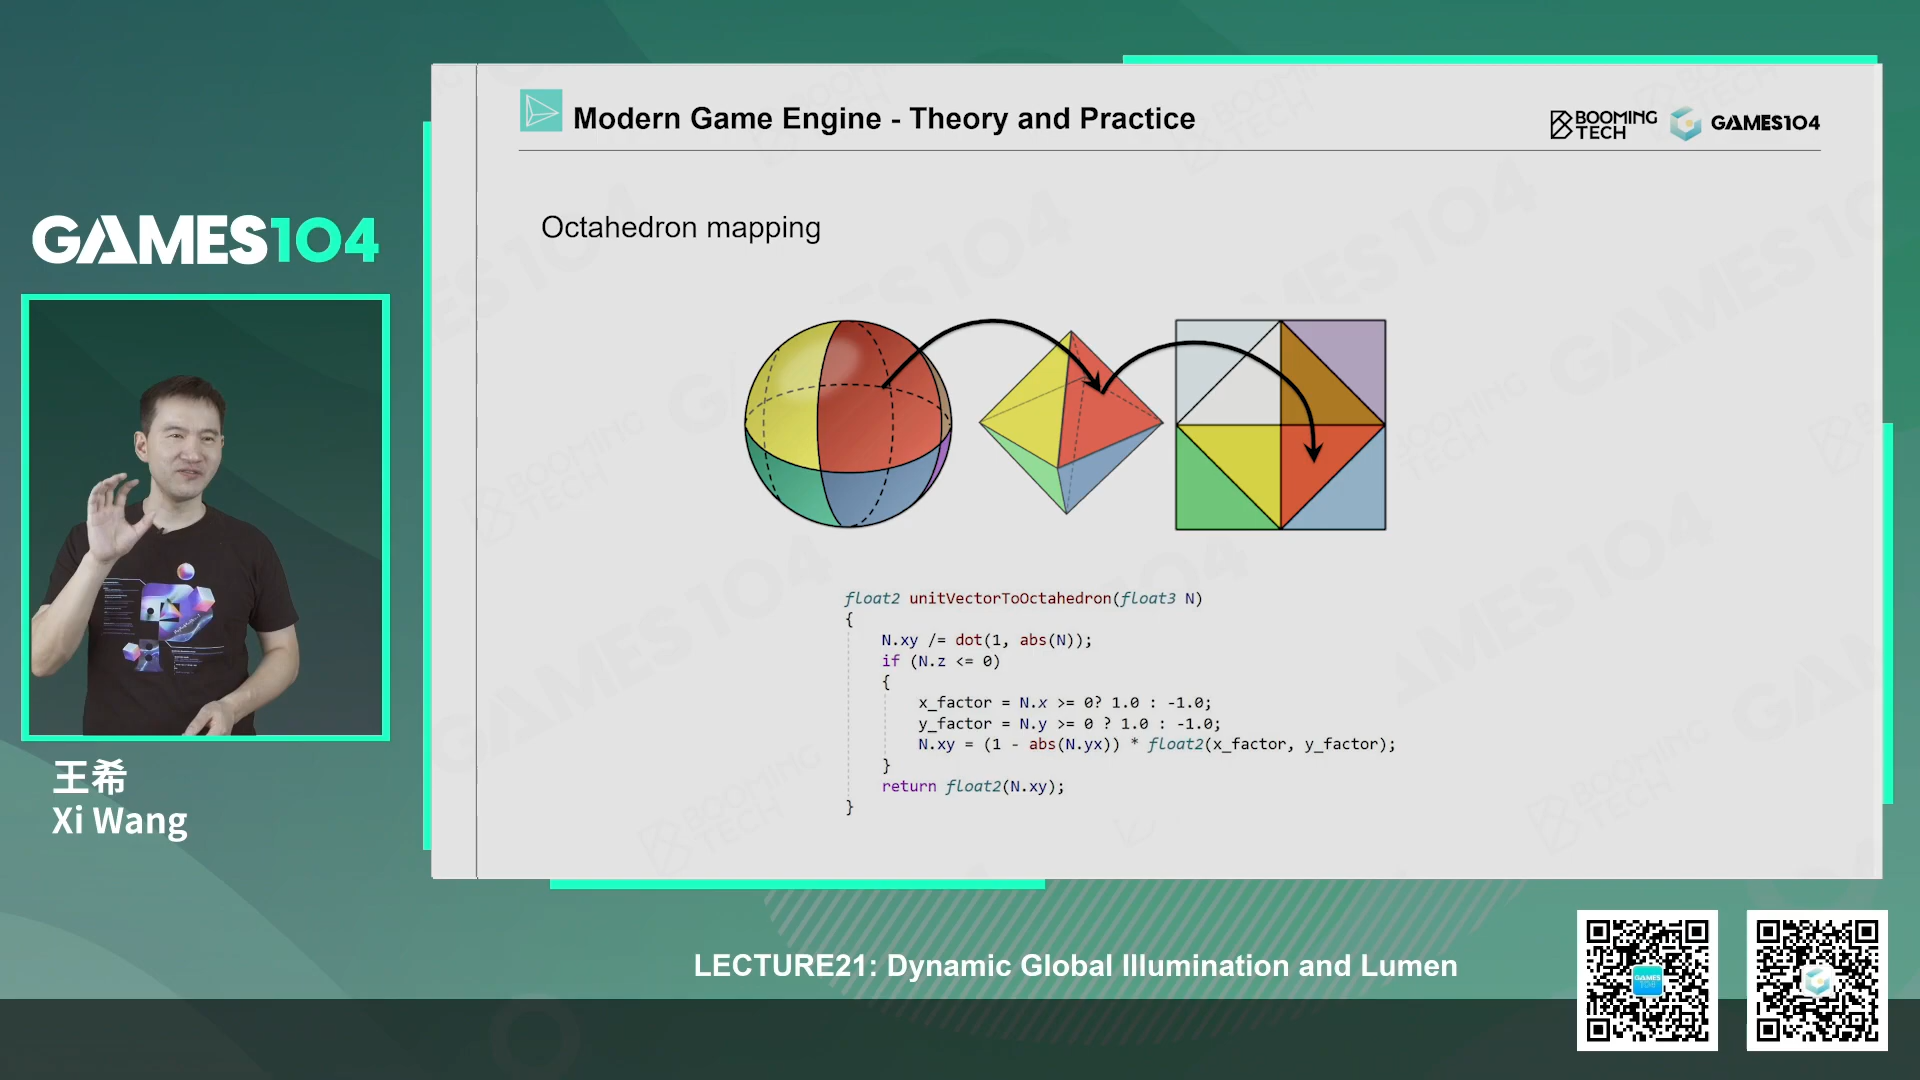 Modern Game Engine - Theory and Practice
BOOMING
TECH
GAMES104
Octahedron mapping
GAMES104
float2 unitVectorToOctahedron(float3 N)
{
N.xy /= dot(1, abs(N));
if (N.z <= 0)
{
x_factor = N.x >= 0? 1.0 : -1.0;
y_factor = N.y >= 0 ? 1.0 : -1.0;
N.xy = (1 - abs(N.yx)) * float2(x_factor, y_factor);
}
return float2(N.xy);
}
王希
Xi Wang
LECTURE21: Dynamic Global Illumination and Lumen